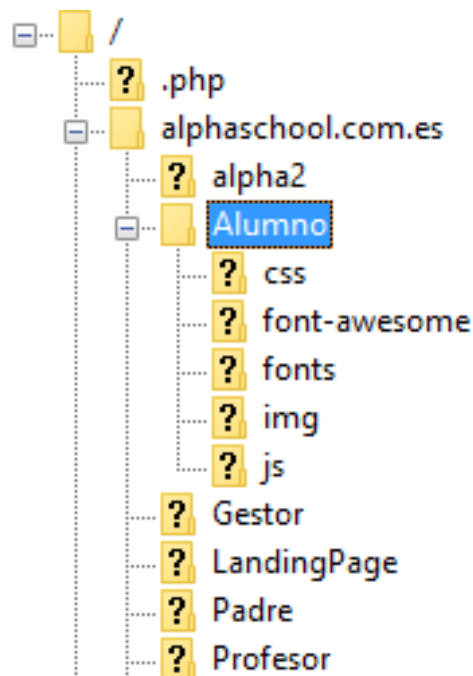 /
.php
alphaschool.com.es
alpha2
Alumno
css
font-awesome
fonts
img
js
Gestor
LandingPage
Padre
Profesor